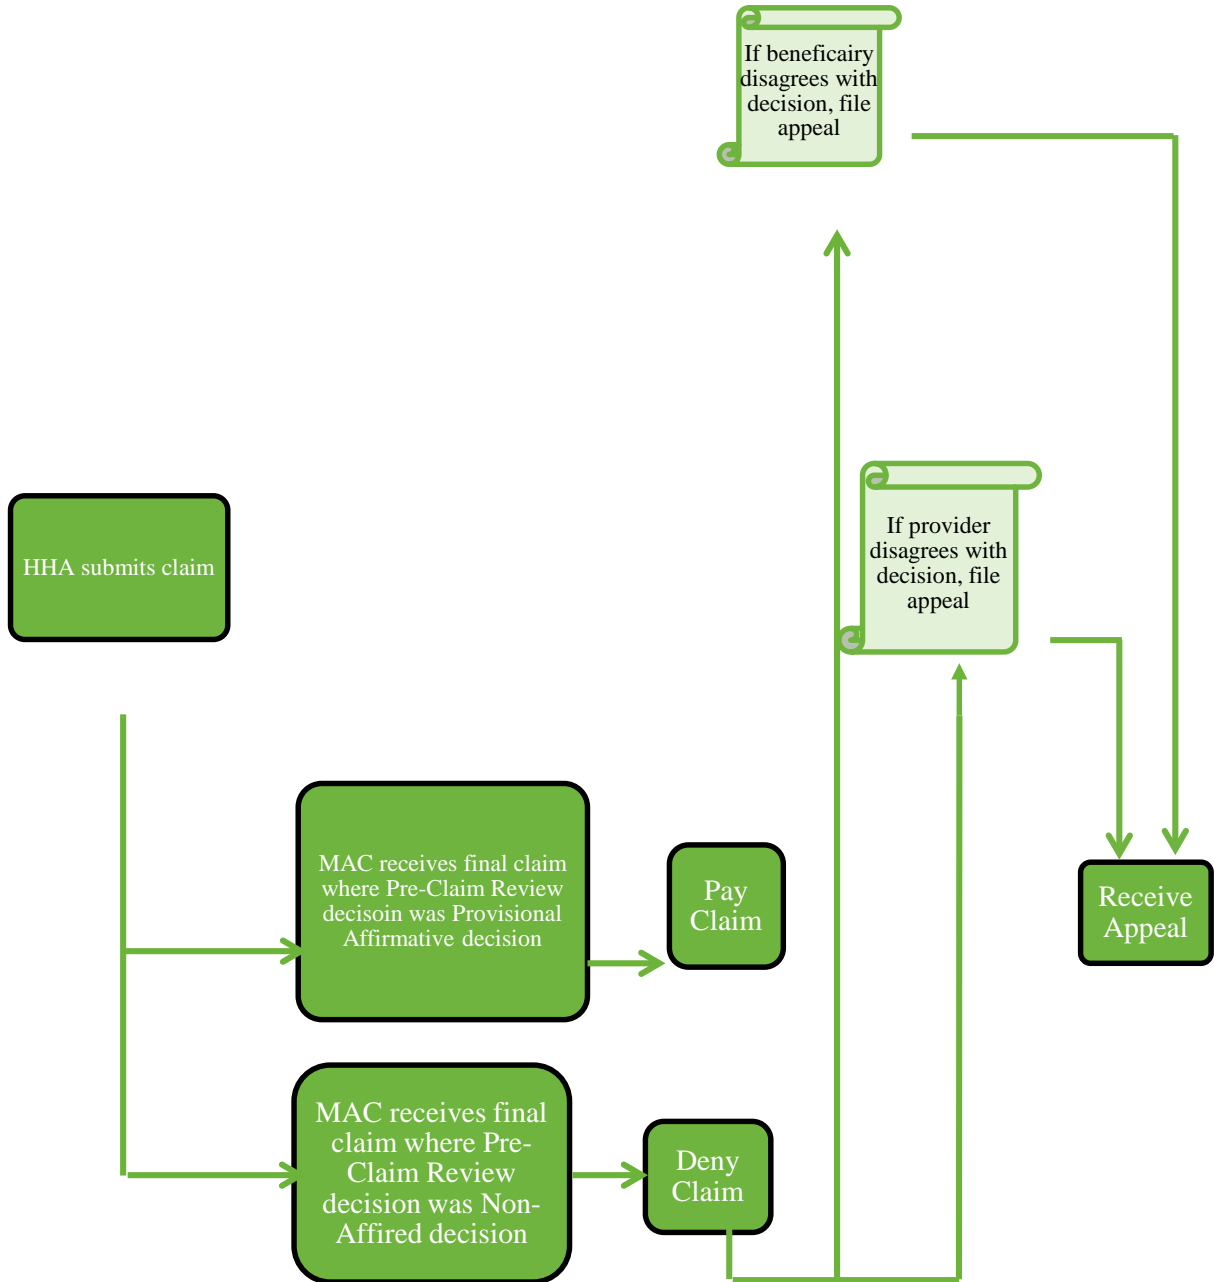 If beneficairy
disagrees with
decision, file
appeal
If provider
disagrees with
decision, file
appeal
HHA submits claim
MAC receives final claim
where Pre-Claim Review
decisoin was Provisional
Affirmative decision
Pay
Claim
Receive
Appeal
MAC receives final
claim where Pre-
Claim Review
decision was Non-
Affired decision
Deny
Claim